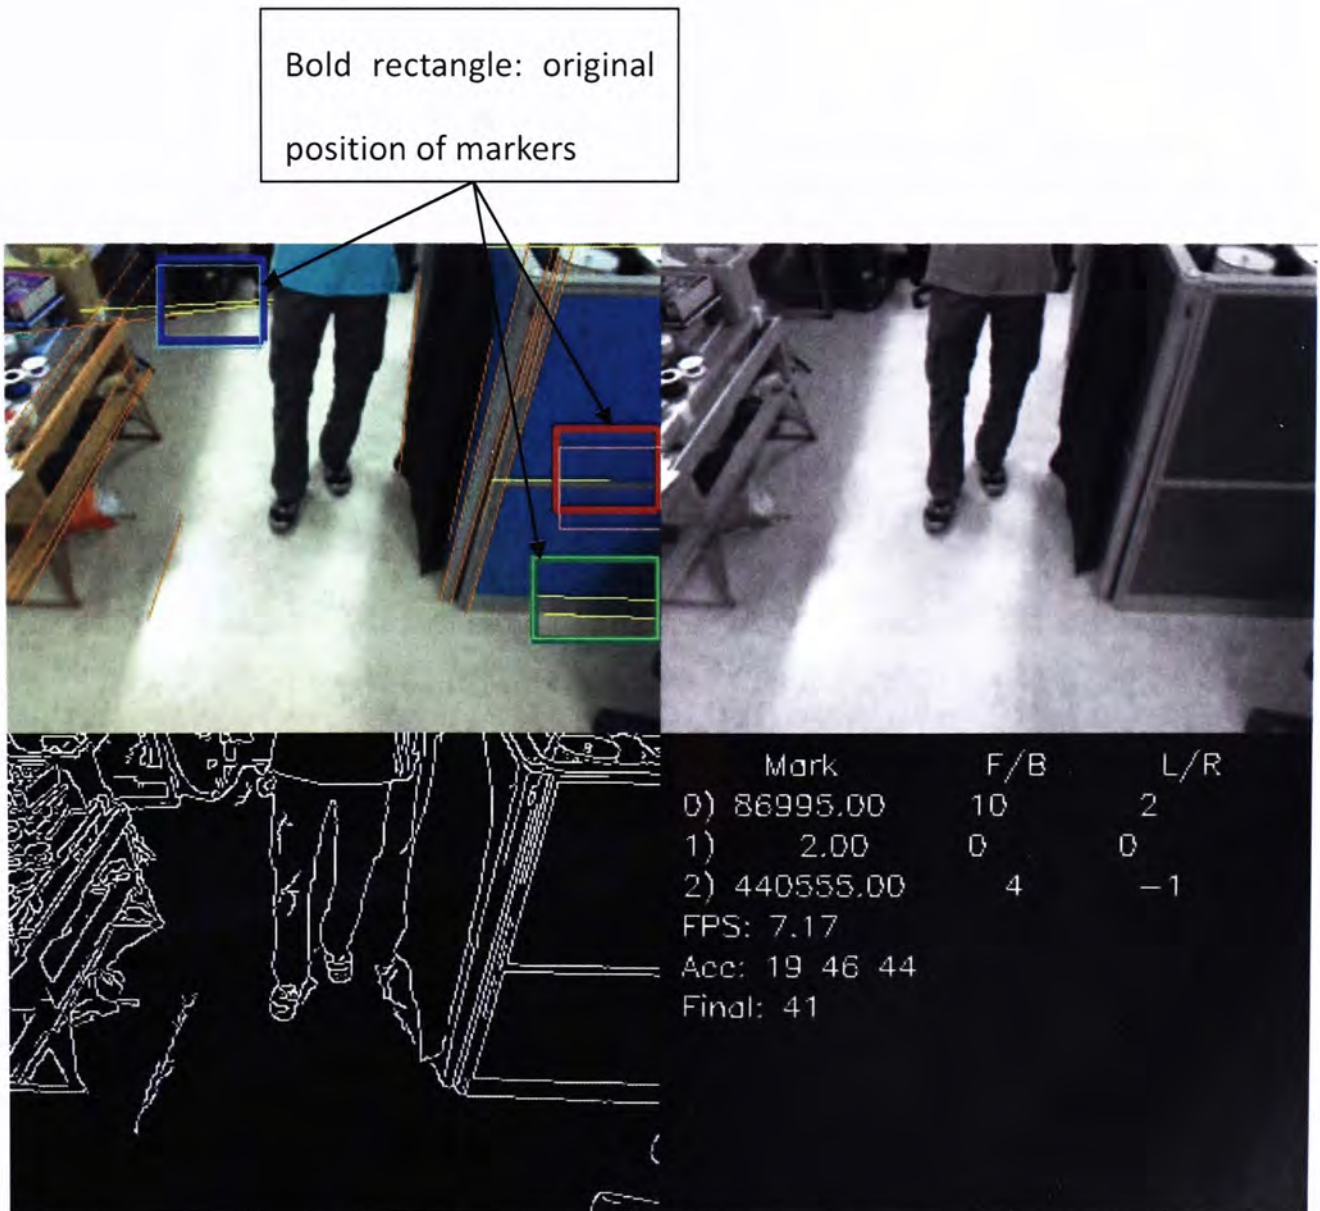 Bold rectangle: original
position of markers
Mark F/B L/R
0) 86995.00 10 2
1) 2.00 0 0
2) 440555.00 4 -1
FPS: 7.17
Acc: 19 46 44
Final: 41